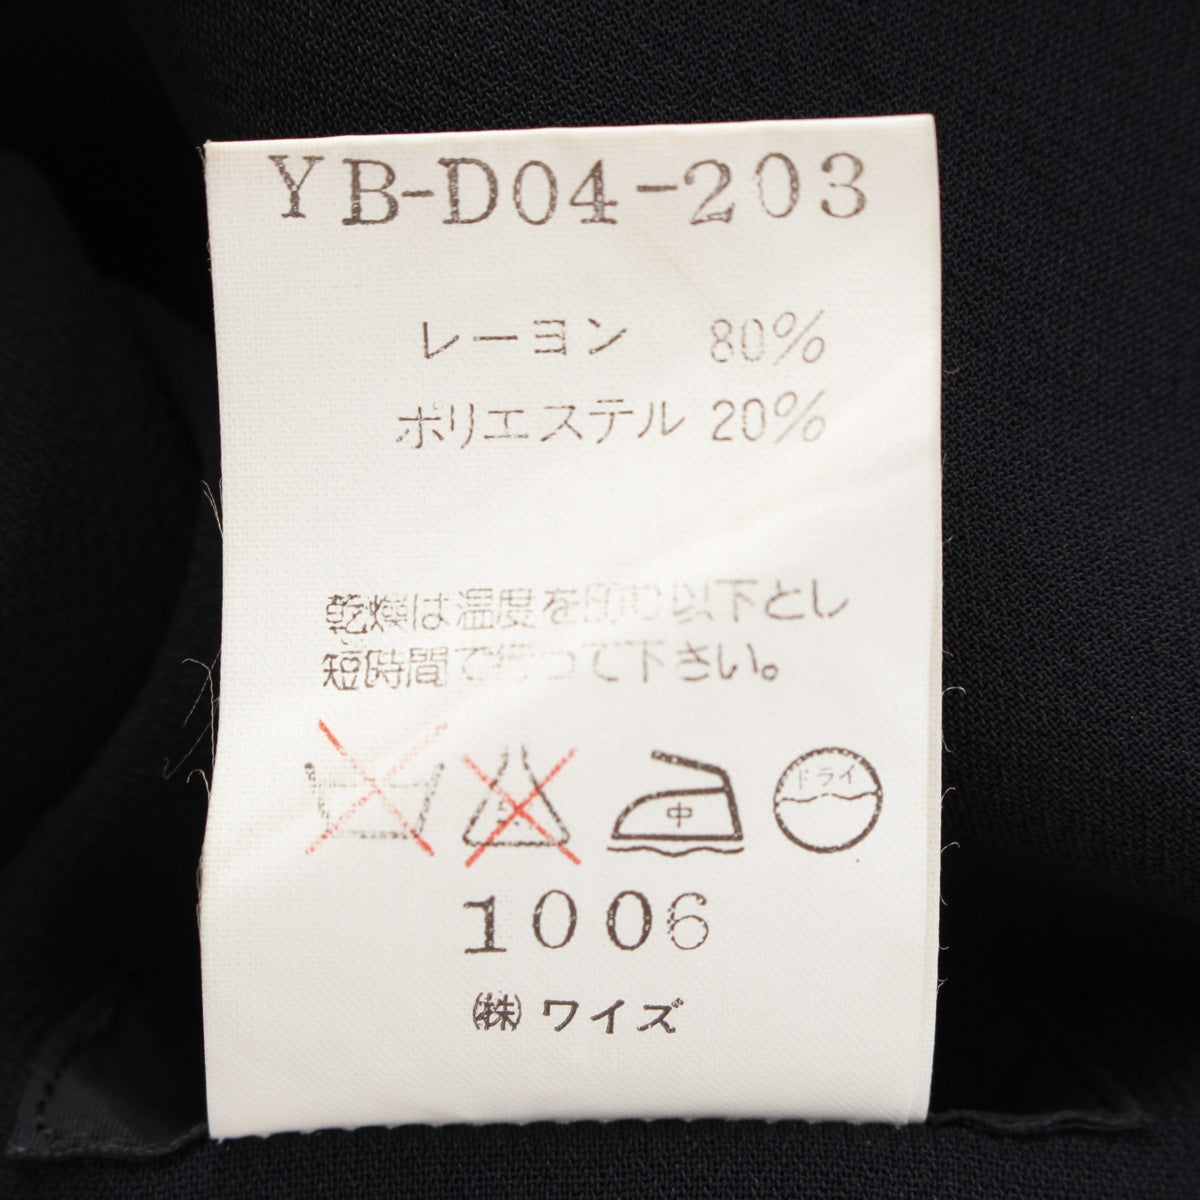 YB-D04-203
レーヨン 80%
ポリエステル 20%
乾燥は温度を60℃以下とし
短時間で行って下さい。
中
ドライ
1006
㈱ワイズ